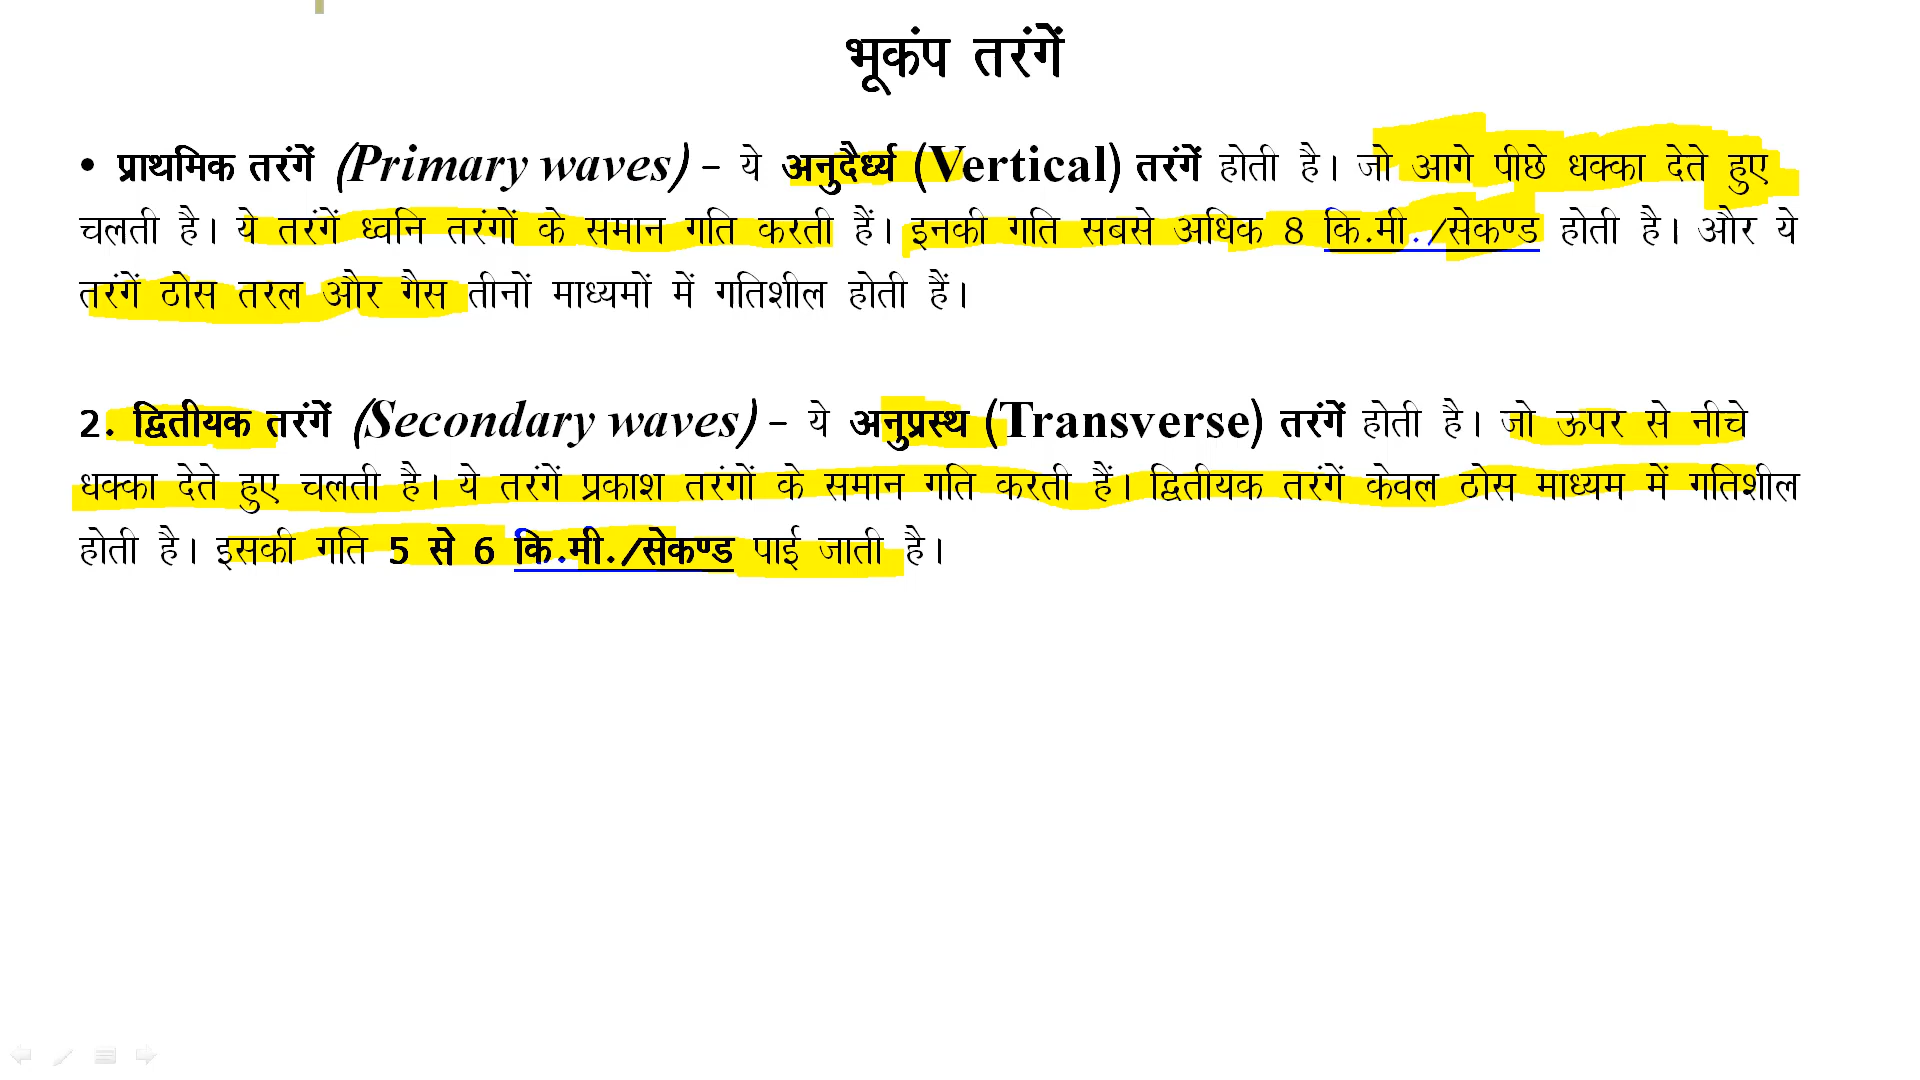 भूकंप तरंगें
• प्राथमिक तरंगें (Primary waves) – ये अनुदैर्ध्य (Vertical) तरंगें होती है। जो आगे पीछे धक्का देते हुए
चलती है। ये तरंगें ध्वनि तरंगों के समान गति करती हैं। इनकी गति सबसे अधिक 8 कि.मी./सेकण्ड होती है। और ये
तरंगें ठोस तरल और गैस तीनों माध्यमों में गतिशील होती हैं।
2. द्वितीयक तरंगें (Secondary waves) – ये अनुप्रस्थ (Transverse) तरंगें होती है। जो ऊपर से नीचे
धक्का देते हुए चलती है। ये तरंगें प्रकाश तरंगों के समान गति करती हैं। द्वितीयक तरंगें केवल ठोस माध्यम में गतिशील
होती है। इसकी गति 5 से 6 कि.मी./सेकण्ड पाई जाती है।